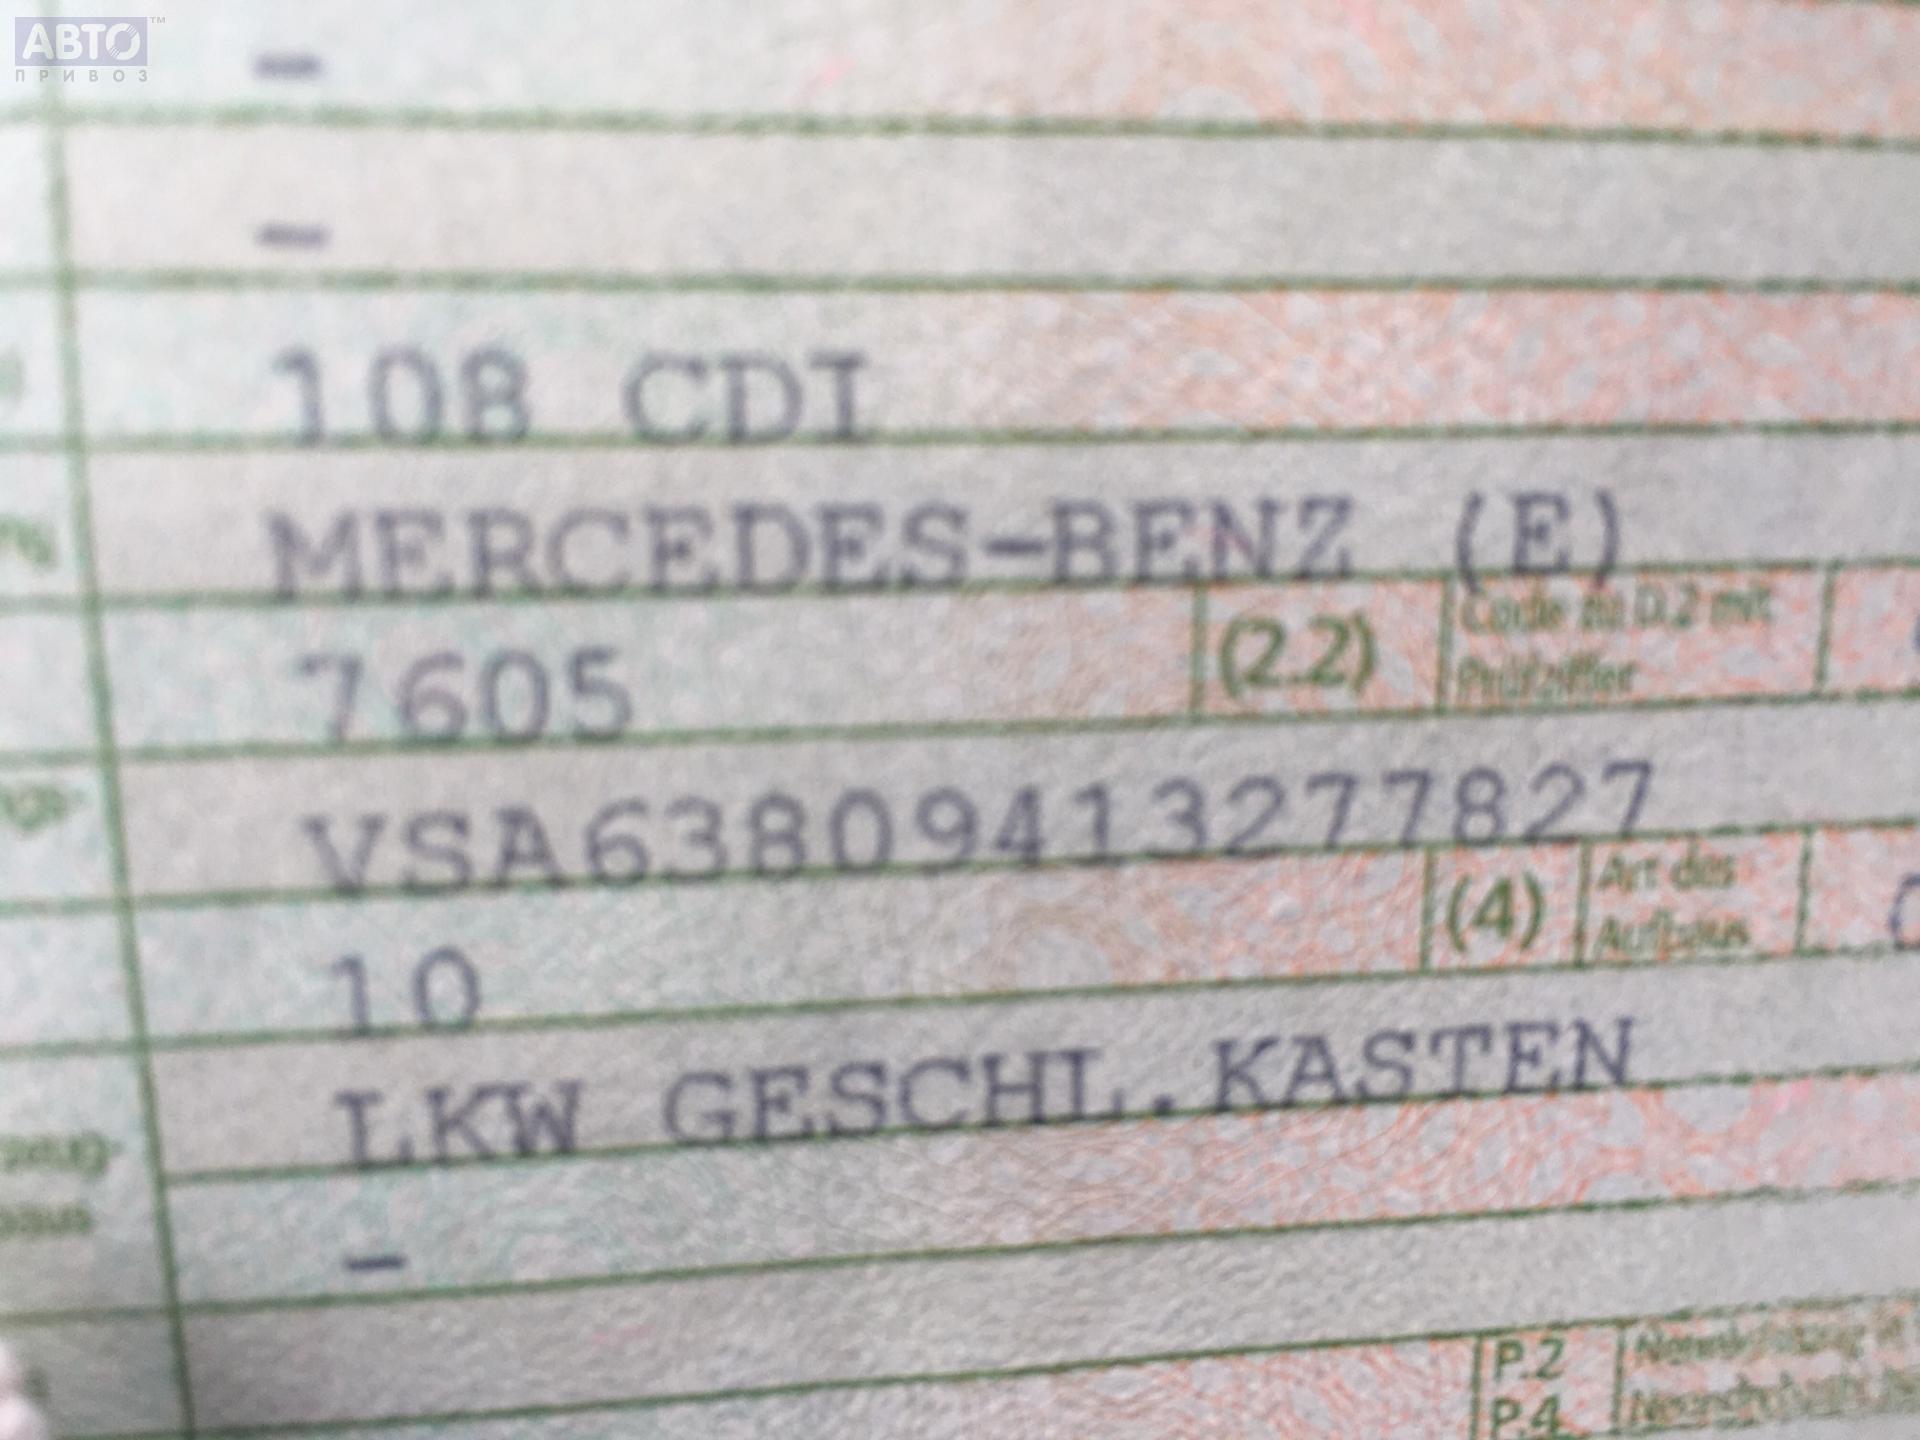 АВТО™
ПРИВОЗ
–
–
108 CDI
MERCEDES-BENZ (E)
7605 (2.2) Code zu D.2 mit
Prüfziffer
VSA63809413277827
10 (4) Art des
Aufbaus
LKW GESCHL.KASTEN
–
P.2
P.4